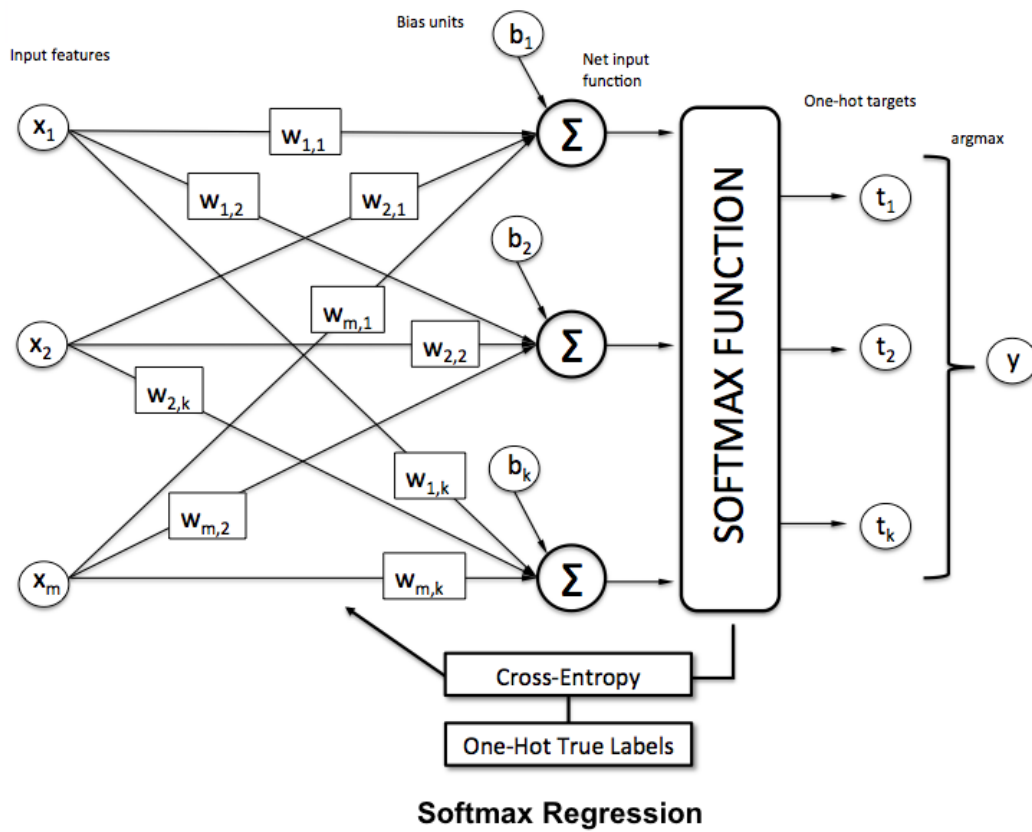 Bias units
b1
Input features
Net input
function
One-hot targets
x1
w1,1
Σ
argmax
w1,2
w2,1
t1
b2
wm,1
x2
w2,2
Σ
SOFTMAX FUNCTION
t2
y
w2,k
bk
w1,k
wm,2
tk
xm
wm,k
Σ
Cross-Entropy
One-Hot True Labels
Softmax Regression